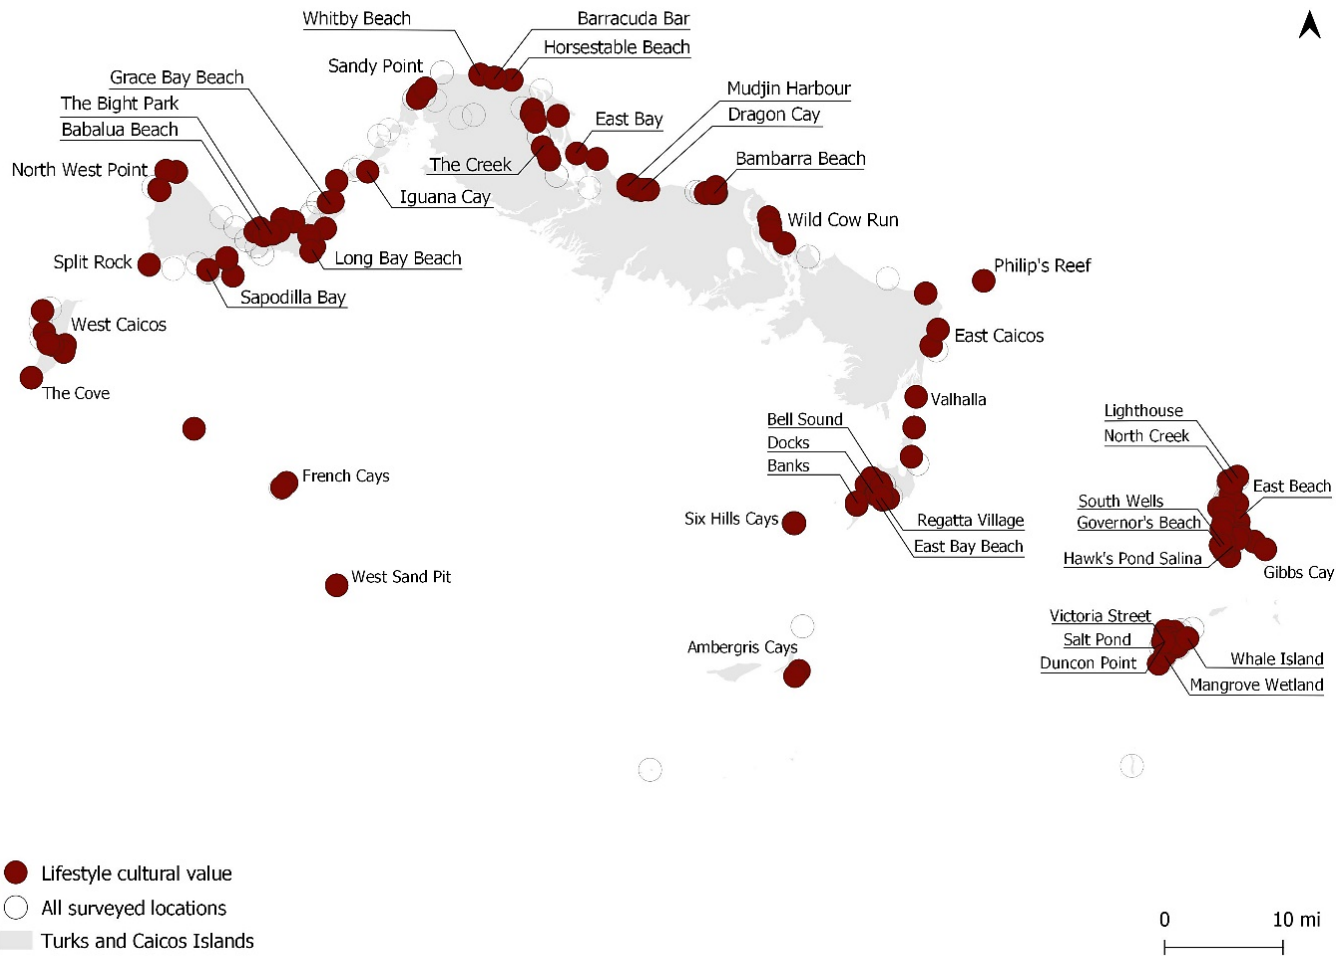 Whitby Beach
Barracuda Bar
Horsestable Beach
Sandy Point
Grace Bay Beach
The Bight Park
Babalua Beach
Mudjin Harbour
Dragon Cay
East Bay
Bambarra Beach
The Creek
North West Point
Iguana Cay
Wild Cow Run
Split Rock
Long Bay Beach
Philip's Reef
Sapodilla Bay
West Caicos
East Caicos
The Cove
Valhalla
Bell Sound
Docks
Banks
Lighthouse
North Creek
French Cays
East Beach
South Wells
Governor's Beach
Six Hills Cays
Regatta Village
East Bay Beach
Hawk's Pond Salina
Gibbs Cay
West Sand Pit
Victoria Street
Salt Pond
Duncon Point
Ambergris Cays
Whale Island
Mangrove Wetland
Lifestyle cultural value
All surveyed locations
Turks and Caicos Islands
0 10 mi